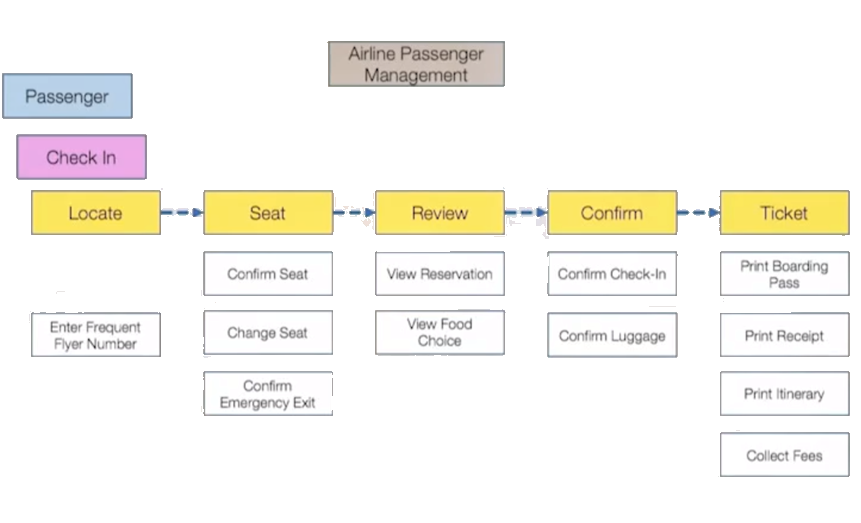 Airline Passenger
Management
Passenger
Check In
Locate
Seat
Review
Confirm
Ticket
Confirm Seat
View Reservation
Confirm Check-In
Print Boarding
Pass
Enter Frequent
Flyer Number
Change Seat
View Food
Choice
Confirm Luggage
Print Receipt
Confirm
Emergency Exit
Print Itinerary
Collect Fees